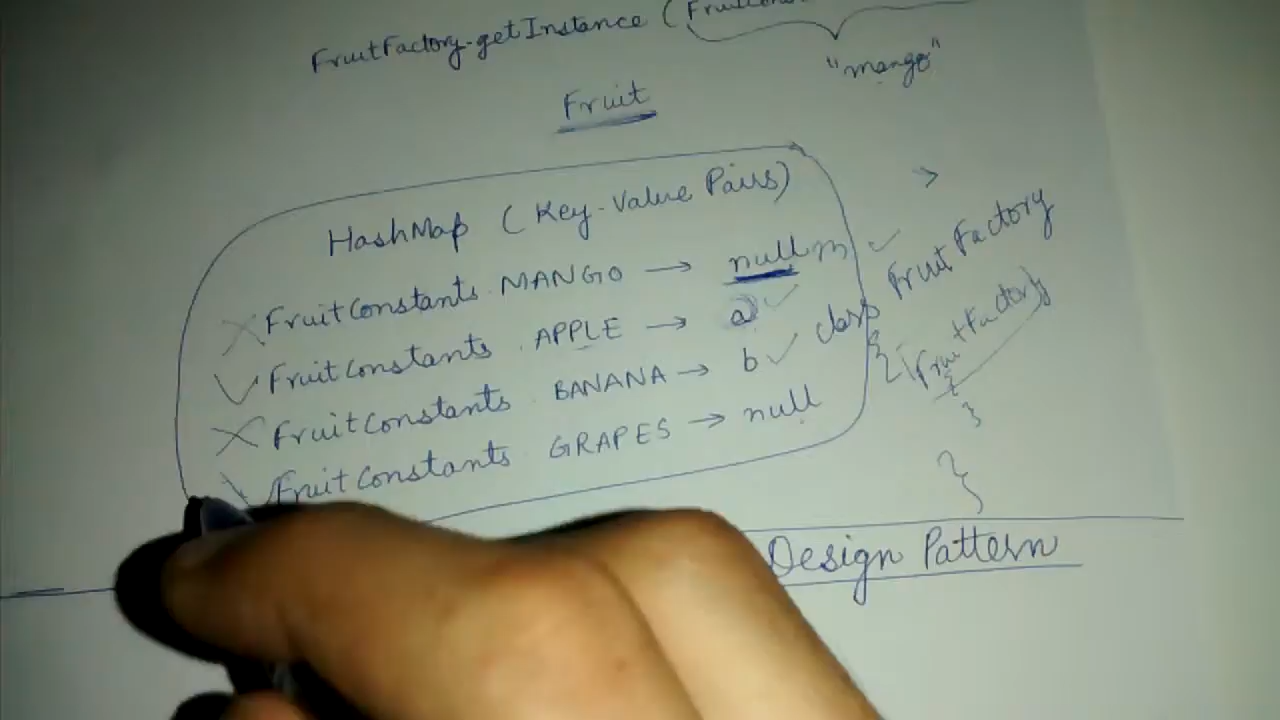 FruitFactory.getInstance (
"mango"
Fruit
HashMap (Key-Value Pairs)
FruitConstants. MANGO → null m
FruitConstants . APPLE → a
FruitConstants . BANANA → b
FruitConstants GRAPES → null
class FruitFactory
{
FruitFactory()
{
}
}
Design Pattern